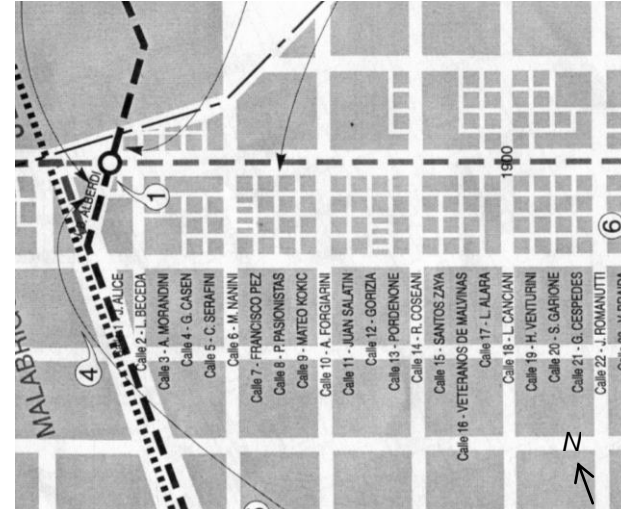 ALBERDI
1
1900
6
J. ALICE
Calle 2 - L. BECEDA
Calle 3 - A. MORANDINI
Calle 4 - G. CASEN
Calle 5 - C. SERAFINI
Calle 6 - M. NANINI
Calle 7 - FRANCISCO PEZ
Calle 8 - P. PASIONISTAS
Calle 9 - MATEO KOKIC
Calle 10 - A. FORGIARINI
Calle 11 - JUAN SALATIN
Calle 12 - GORIZIA
Calle 13 - PORDENONE
Calle 14 - R. COSEANI
Calle 15 - SANTOS ZAYA
Calle 16 - VETERANOS DE MALVINAS
Calle 17 - L. ALARA
Calle 18 - L. CANCIANI
Calle 19 - H. VENTURINI
Calle 20 - S. GARIONE
Calle 21 - G. CESPEDES
Calle 22 - J. ROMANUTTI
4
MALABRIG
N